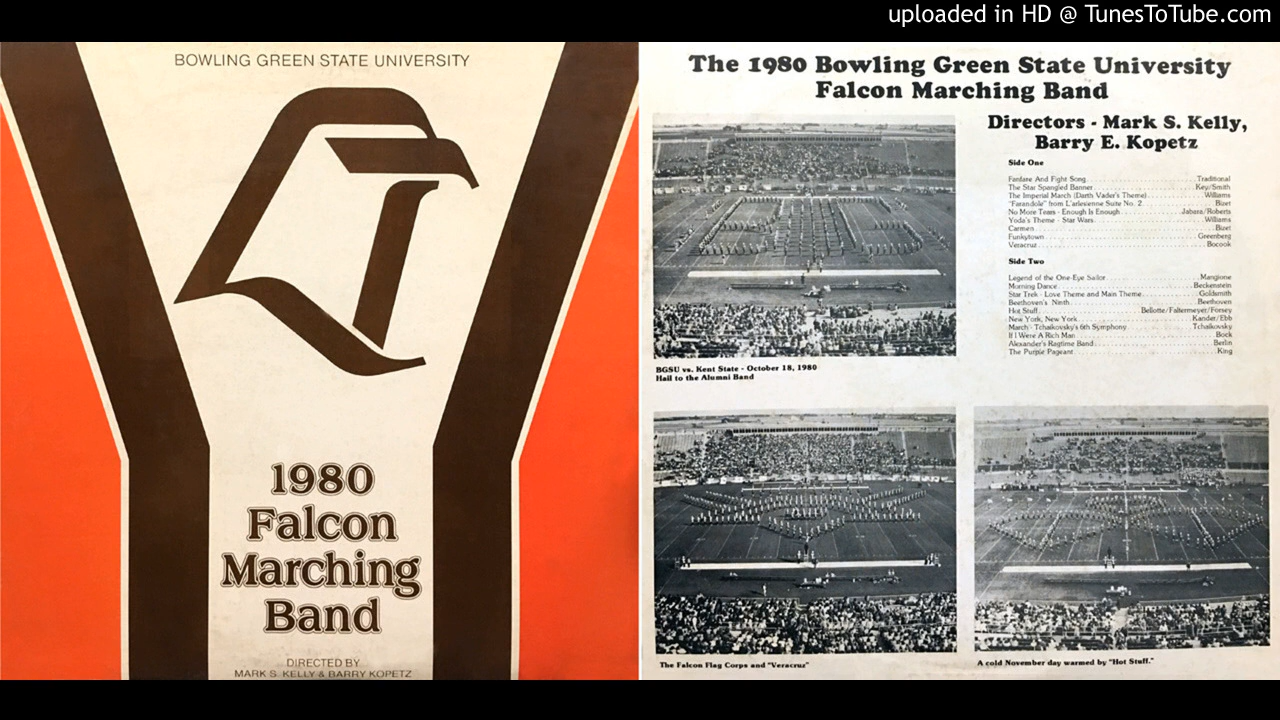 uploaded in HD @ TunesToTube.com
BOWLING GREEN STATE UNIVERSITY
1980
Falcon
Marching
Band
DIRECTED BY
MARK S. KELLY & BARRY KOPETZ
The 1980 Bowling Green State University
Falcon Marching Band
Directors - Mark S. Kelly,
Barry E. Kopetz
Side One
Fanfare And Fight Song Traditional
The Star Spangled Banner Key/Smith
The Imperial March (Darth Vader's Theme) Williams
"Farandole" from L'arlesienne Suite No. 2 Bizet
No More Tears - Enough Is Enough Jabara/Roberts
Yoda's Theme - Star Wars Williams
Carmen Bizet
Funkytown Greenberg
Veracruz Bocook
Side Two
Legend of the One-Eye Sailor Mangione
Morning Dance Beckenstein
Star Trek - Love Theme and Main Theme Goldsmith
Beethoven's Ninth Beethoven
Hot Stuff Bellotte/Faltermeyer/Forsey
New York, New York Kander/Ebb
March - Tchaikovsky's 6th Symphony Tchaikovsky
If I Were A Rich Man Bock
Alexander's Ragtime Band Berlin
The Purple Pageant King
BGSU vs. Kent State - October 18, 1980
Hail to the Alumni Band
The Falcon Flag Corps and "Veracruz"
A cold November day warmed by "Hot Stuff."